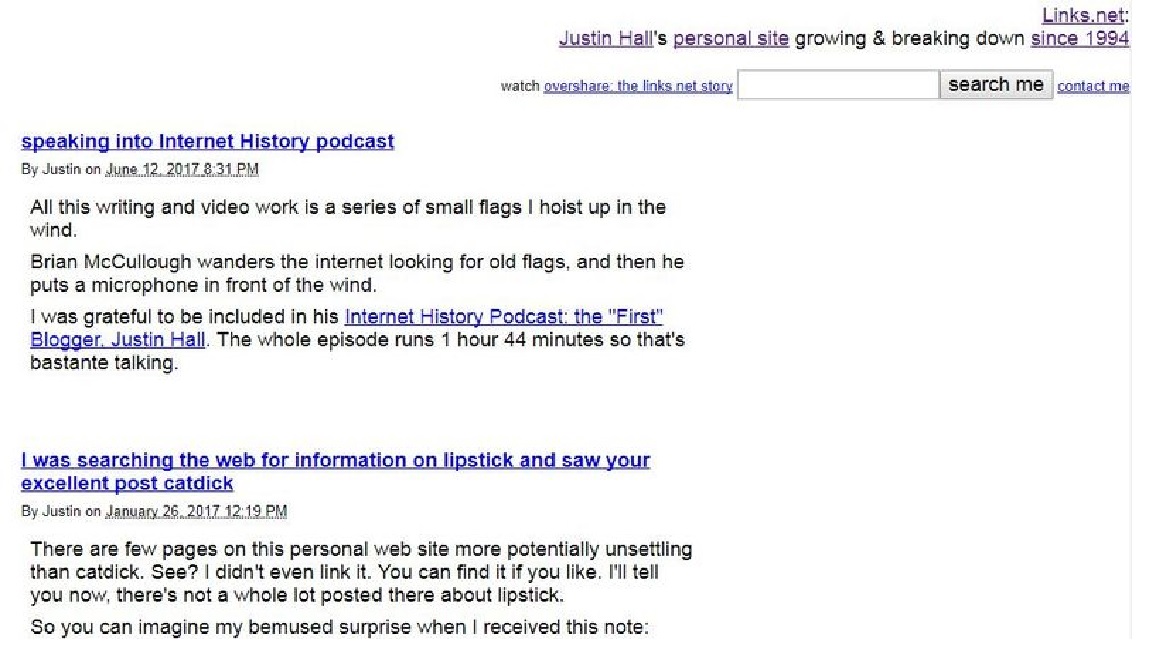 Links.net:
Justin Hall's personal site growing & breaking down since 1994
watch overshare: the links.net story search me contact me
speaking into Internet History podcast
By Justin on June 12, 2017 8:31 PM
All this writing and video work is a series of small flags I hoist up in the
wind.
Brian McCullough wanders the internet looking for old flags, and then he
puts a microphone in front of the wind.
I was grateful to be included in his Internet History Podcast: the "First"
Blogger, Justin Hall. The whole episode runs 1 hour 44 minutes so that's
bastante talking.
I was searching the web for information on lipstick and saw your
excellent post catdick
By Justin on January 26, 2017 12:19 PM
There are few pages on this personal web site more potentially unsettling
than catdick. See? I didn't even link it. You can find it if you like. I'll tell
you now, there's not a whole lot posted there about lipstick.
So you can imagine my bemused surprise when I received this note: